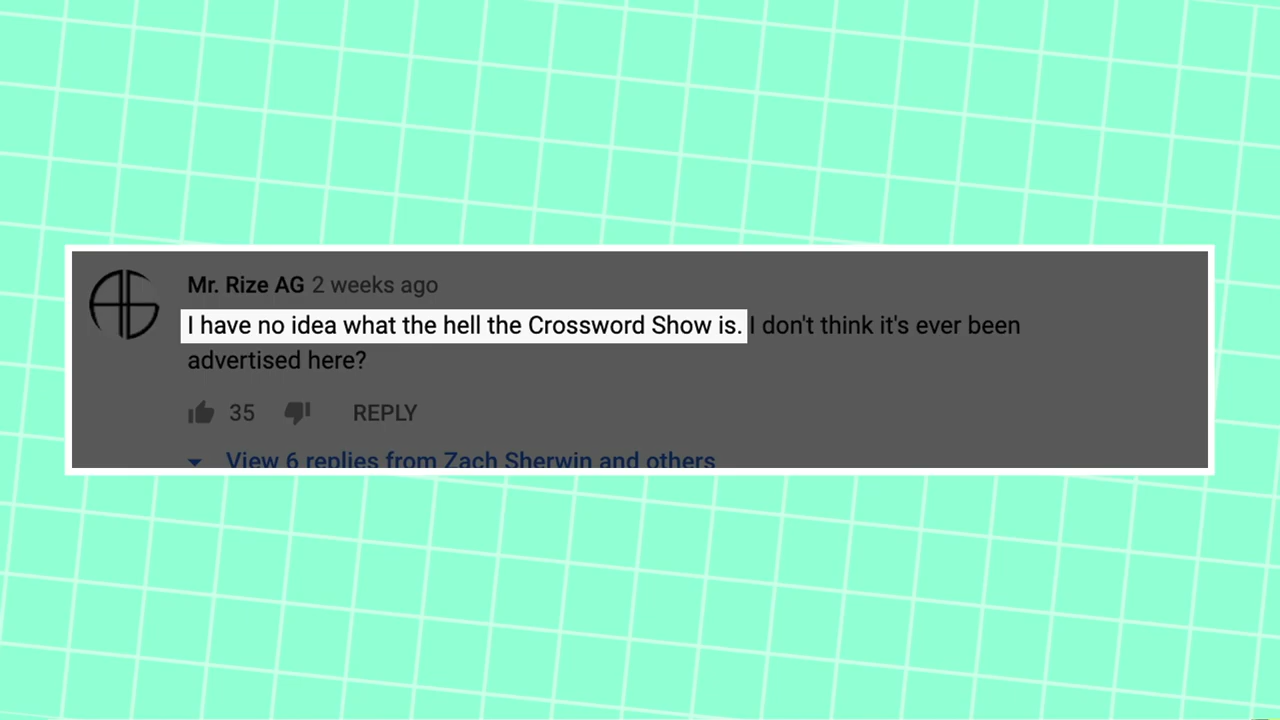 Mr. Rize AG 2 weeks ago
I have no idea what the hell the Crossword Show is. I don't think it's ever been
advertised here?
35 REPLY
View 6 replies from Zach Sherwin and others